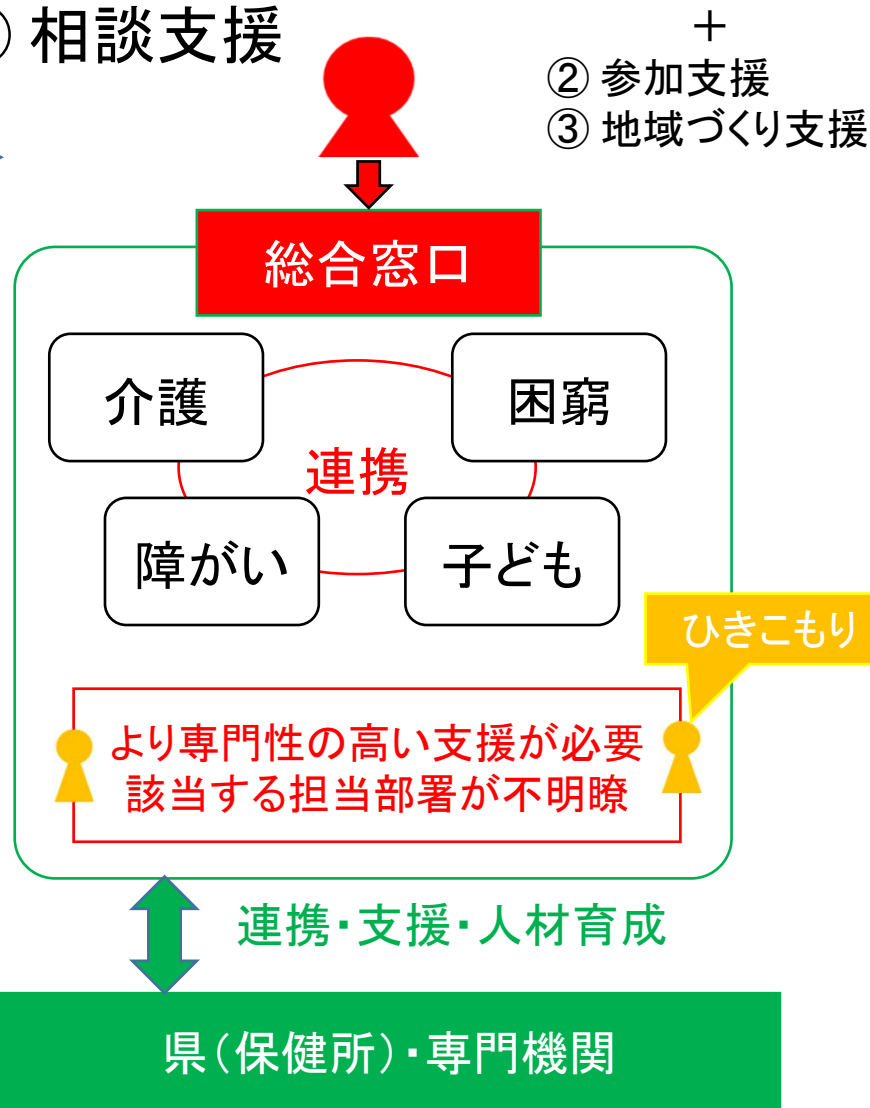 相談支援
+
② 参加支援
③ 地域づくり支援
総合窓口
介護
困窮
連携
障がい
子ども
ひきこもり
より専門性の高い支援が必要
該当する担当部署が不明瞭
連携・支援・人材育成
県(保健所)・専門機関